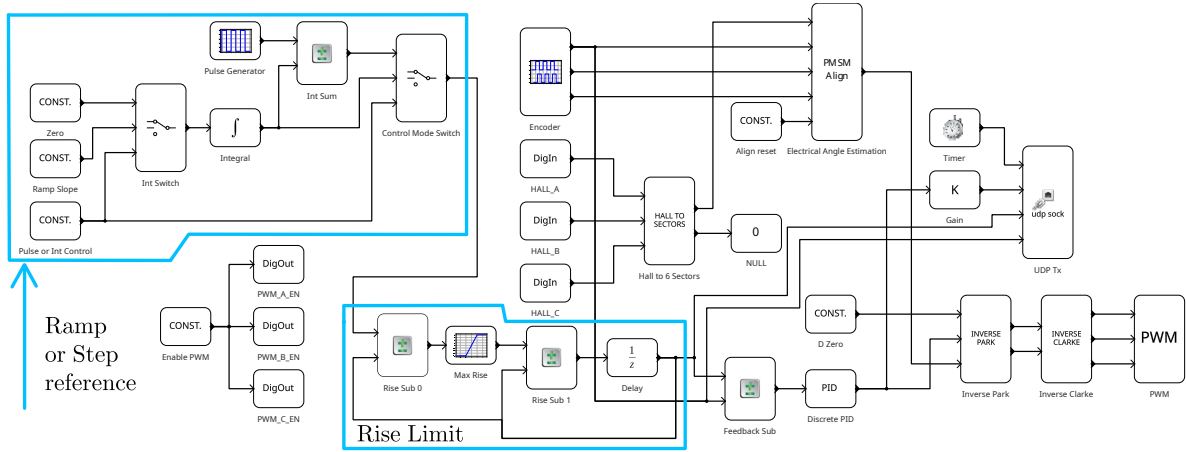 Pulse Generator
Int Sum
Control Mode Switch
CONST.
Zero
CONST.
Ramp Slope
CONST.
Pulse or Int Control
Int Switch
∫
Integral
Ramp
or Step
reference
CONST.
Enable PWM
DigOut
PWM_A_EN
DigOut
PWM_B_EN
DigOut
PWM_C_EN
Encoder
DigIn
HALL_A
DigIn
HALL_B
DigIn
HALL_C
HALL TO
SECTORS
Hall to 6 Sectors
0
NULL
CONST.
Align reset
PMSM
Align
Electrical Angle Estimation
Timer
K
Gain
udp sock
UDP Tx
Rise Sub 0
Max Rise
Rise Sub 1
1
z
Delay
Rise Limit
Feedback Sub
CONST.
D Zero
PID
Discrete PID
INVERSE
PARK
Inverse Park
INVERSE
CLARKE
Inverse Clarke
PWM
PWM